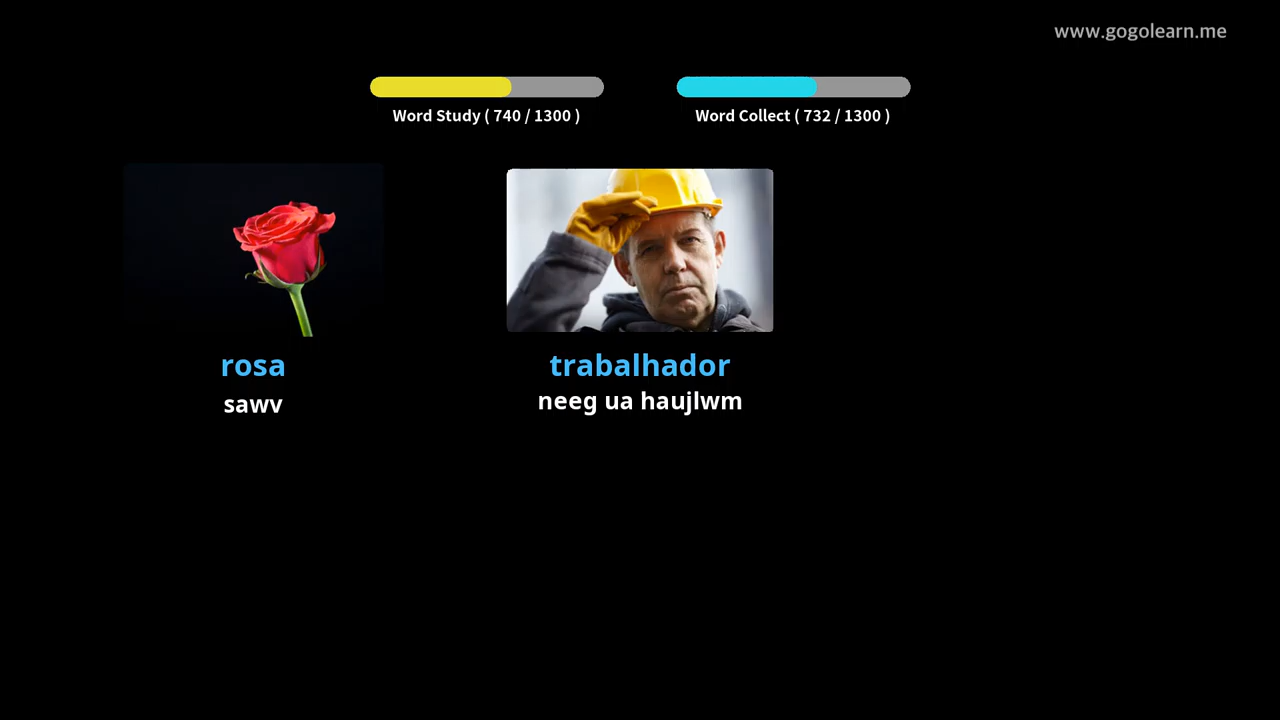 www.gogolearn.me
Word Study ( 740 / 1300 )
Word Collect ( 732 / 1300 )
rosa
sawv
trabalhador
neeg ua haujlwm